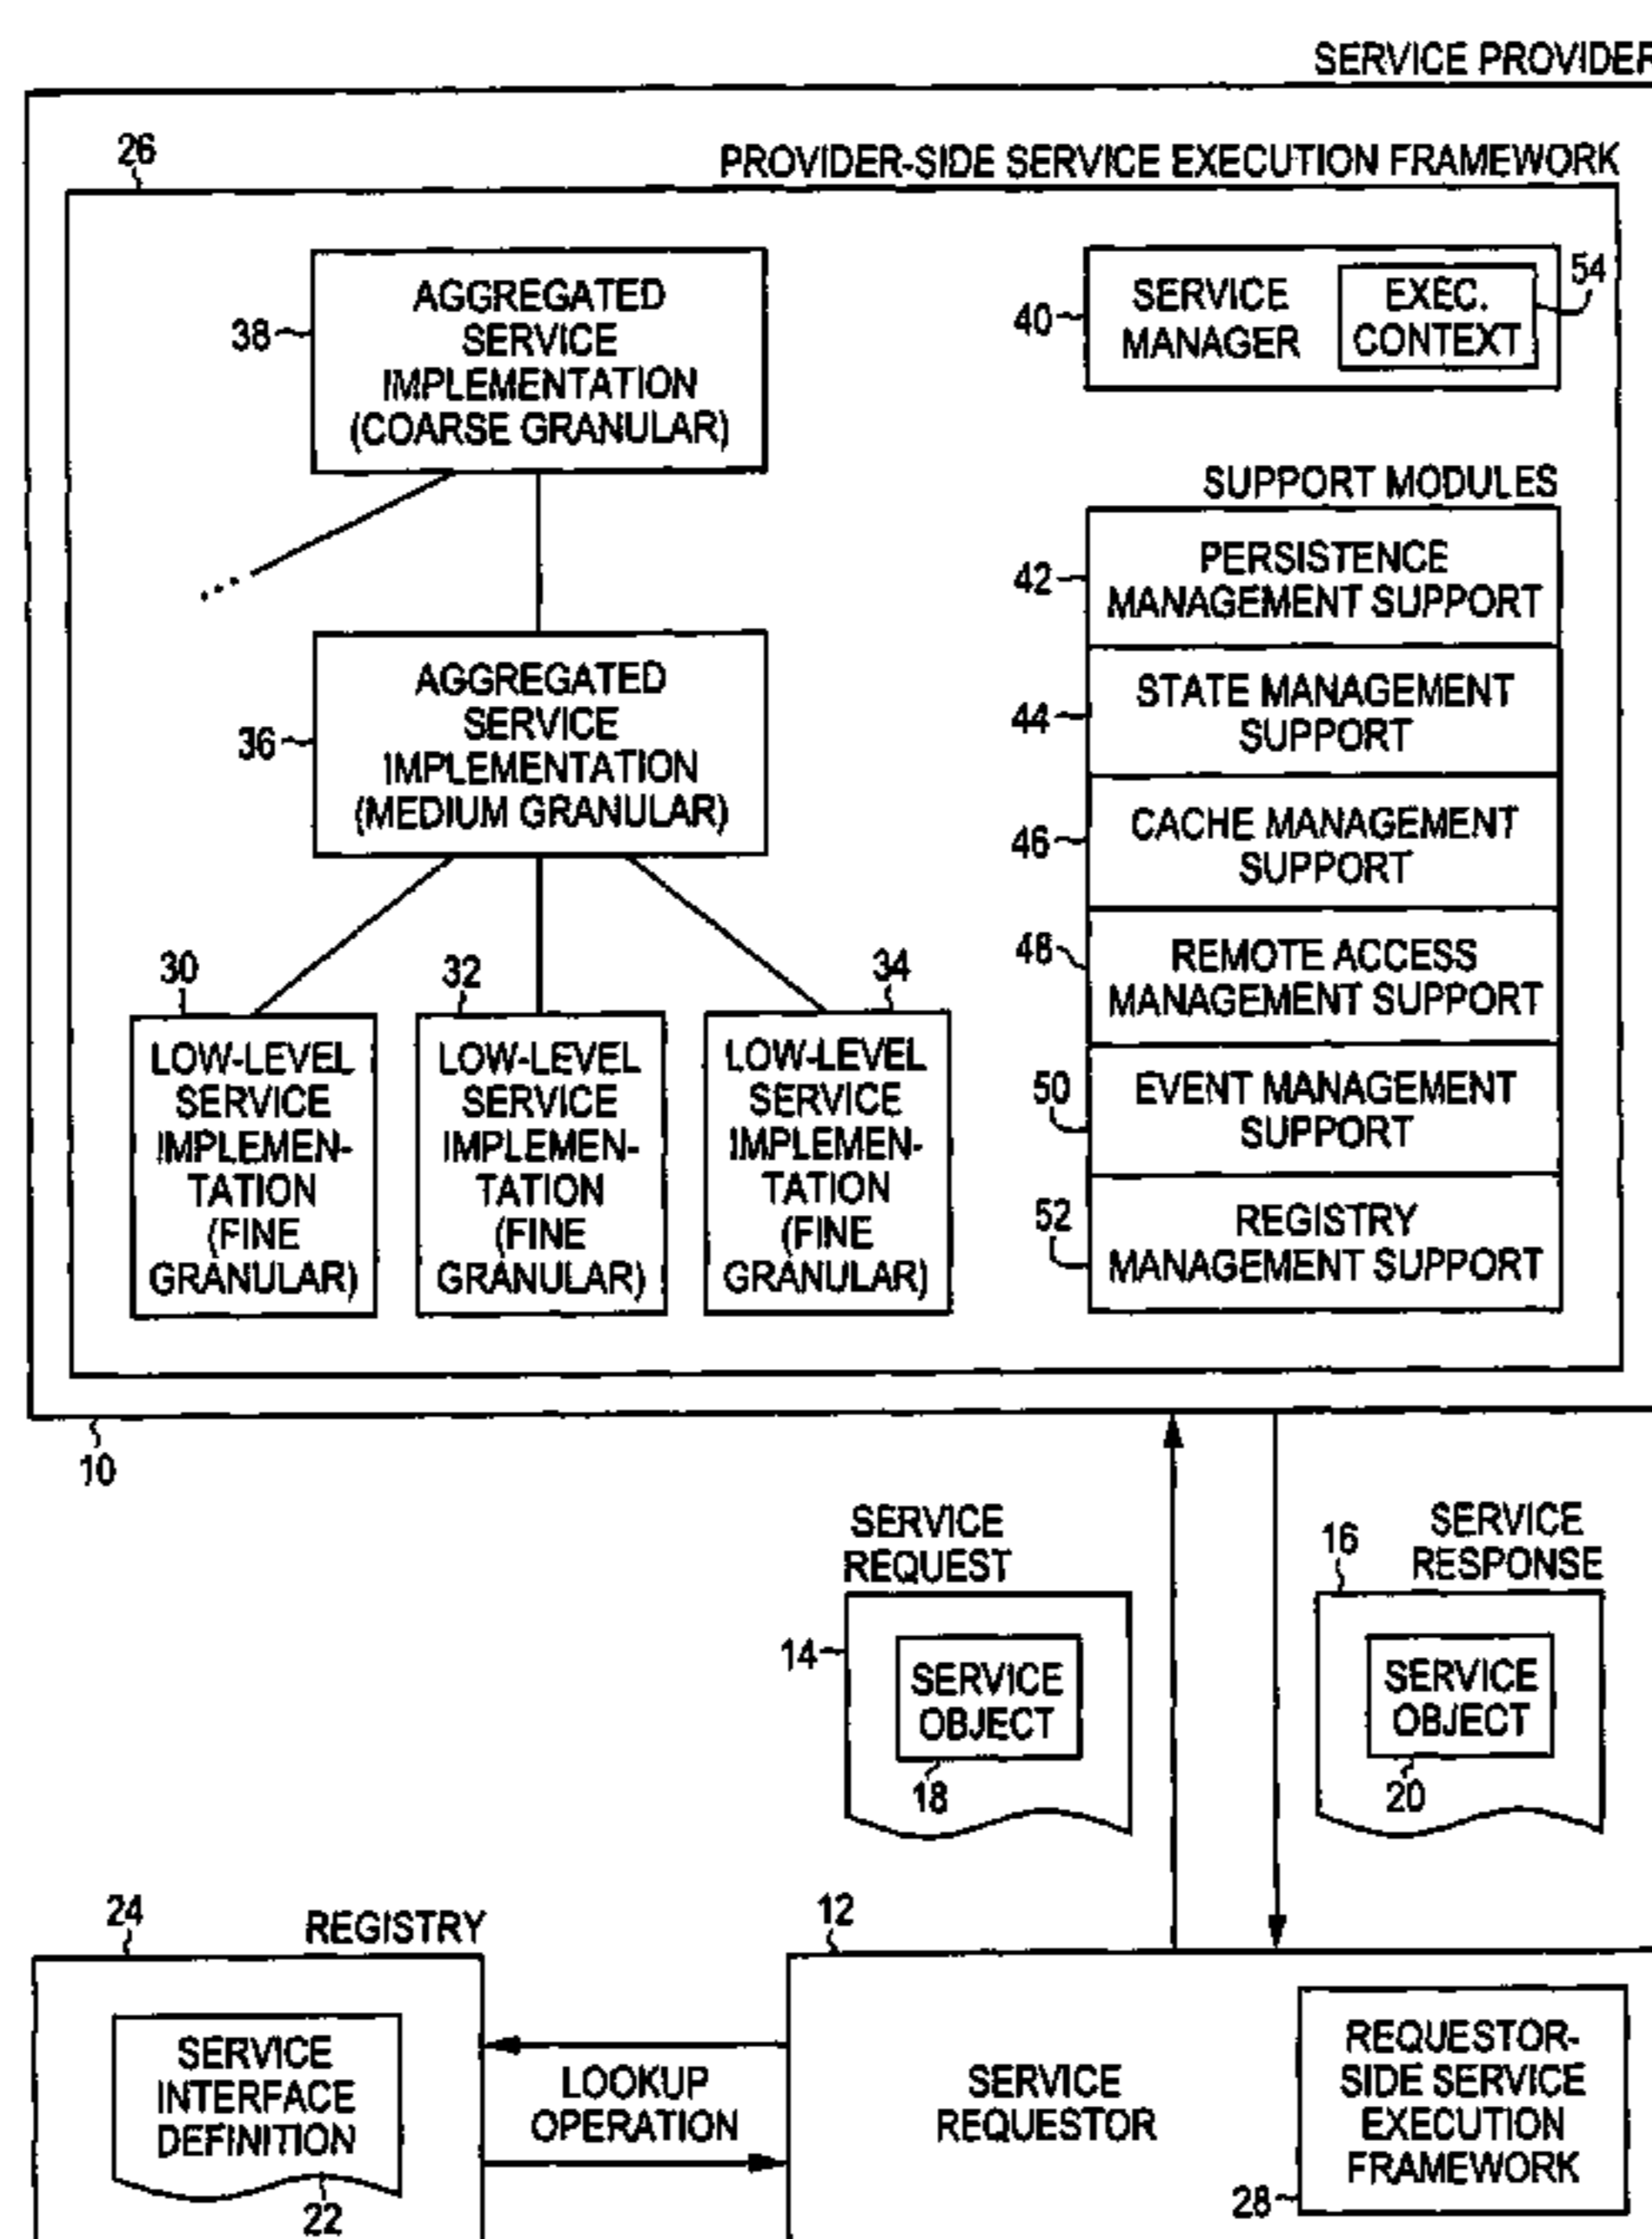 SERVICE PROVIDER
26
PROVIDER-SIDE SERVICE EXECUTION FRAMEWORK
38
AGGREGATED
SERVICE
IMPLEMENTATION
(COARSE GRANULAR)
40
SERVICE
MANAGER
EXEC.
CONTEXT
54
SUPPORT MODULES
42
PERSISTENCE
MANAGEMENT SUPPORT
36
AGGREGATED
SERVICE
IMPLEMENTATION
(MEDIUM GRANULAR)
44
STATE MANAGEMENT
SUPPORT
46
CACHE MANAGEMENT
SUPPORT
48
REMOTE ACCESS
MANAGEMENT SUPPORT
50
EVENT MANAGEMENT
SUPPORT
52
REGISTRY
MANAGEMENT SUPPORT
30
LOW-LEVEL
SERVICE
IMPLEMEN-
TATION
(FINE
GRANULAR)
32
LOW-LEVEL
SERVICE
IMPLEMEN-
TATION
(FINE
GRANULAR)
34
LOW-LEVEL
SERVICE
IMPLEMEN-
TATION
(FINE
GRANULAR)
10
SERVICE
REQUEST
14
SERVICE
OBJECT
18
16
SERVICE
RESPONSE
SERVICE
OBJECT
20
24
REGISTRY
SERVICE
INTERFACE
DEFINITION
22
LOOKUP
OPERATION
12
SERVICE
REQUESTOR
REQUESTOR-
SIDE SERVICE
EXECUTION
FRAMEWORK
28